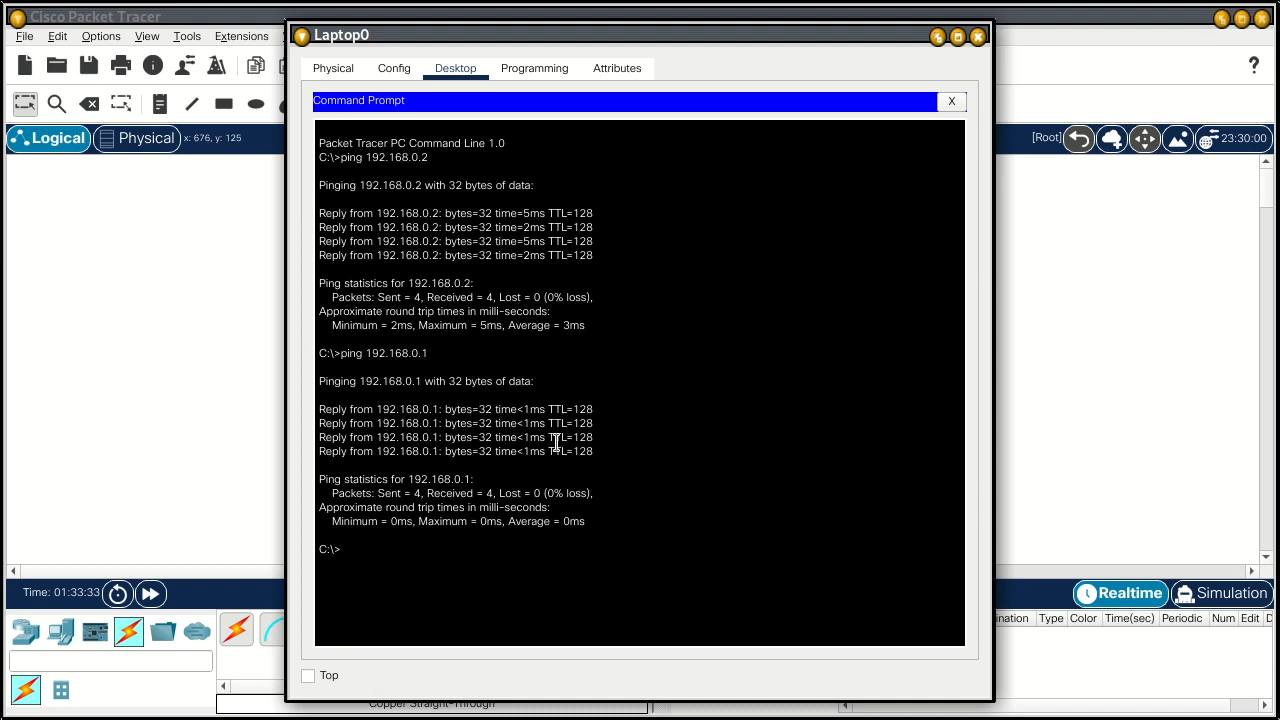 Cisco Packet Tracer
Laptop0
File Edit Options View Tools Extensions
?
Physical Config Desktop Programming Attributes
Command Prompt
X
Logical
Physical
x: 676, y: 125
[Root]
23:30:00
Packet Tracer PC Command Line 1.0
C:\>ping 192.168.0.2
Pinging 192.168.0.2 with 32 bytes of data:
Reply from 192.168.0.2: bytes=32 time=5ms TTL=128
Reply from 192.168.0.2: bytes=32 time=2ms TTL=128
Reply from 192.168.0.2: bytes=32 time=5ms TTL=128
Reply from 192.168.0.2: bytes=32 time=2ms TTL=128
Ping statistics for 192.168.0.2:
Packets: Sent = 4, Received = 4, Lost = 0 (0% loss),
Approximate round trip times in milli-seconds:
Minimum = 2ms, Maximum = 5ms, Average = 3ms
C:\>ping 192.168.0.1
Pinging 192.168.0.1 with 32 bytes of data:
Reply from 192.168.0.1: bytes=32 time<1ms TTL=128
Reply from 192.168.0.1: bytes=32 time<1ms TTL=128
Reply from 192.168.0.1: bytes=32 time<1ms TTL=128
Reply from 192.168.0.1: bytes=32 time<1ms TTL=128
Ping statistics for 192.168.0.1:
Packets: Sent = 4, Received = 4, Lost = 0 (0% loss),
Approximate round trip times in milli-seconds:
Minimum = 0ms, Maximum = 0ms, Average = 0ms
C:\>
Time: 01:33:33
Realtime
Simulation
ination Type Color Time(sec) Periodic Num Edit D
Top
Copper Straight-Through